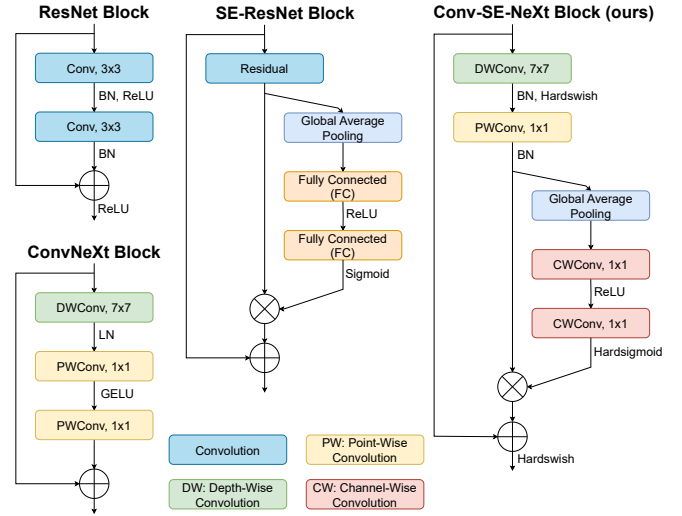 ResNet Block
Conv, 3x3
BN, ReLU
Conv, 3x3
BN
ReLU
ConvNeXt Block
DWConv, 7x7
LN
PWConv, 1x1
GELU
PWConv, 1x1
SE-ResNet Block
Residual
Global Average
Pooling
Fully Connected
(FC)
ReLU
Fully Connected
(FC)
Sigmoid
Conv-SE-NeXt Block (ours)
DWConv, 7x7
BN, Hardswish
PWConv, 1x1
BN
Global Average
Pooling
CWConv, 1x1
ReLU
CWConv, 1x1
Hardsigmoid
Hardswish
Convolution
PW: Point-Wise
Convolution
DW: Depth-Wise
Convolution
CW: Channel-Wise
Convolution